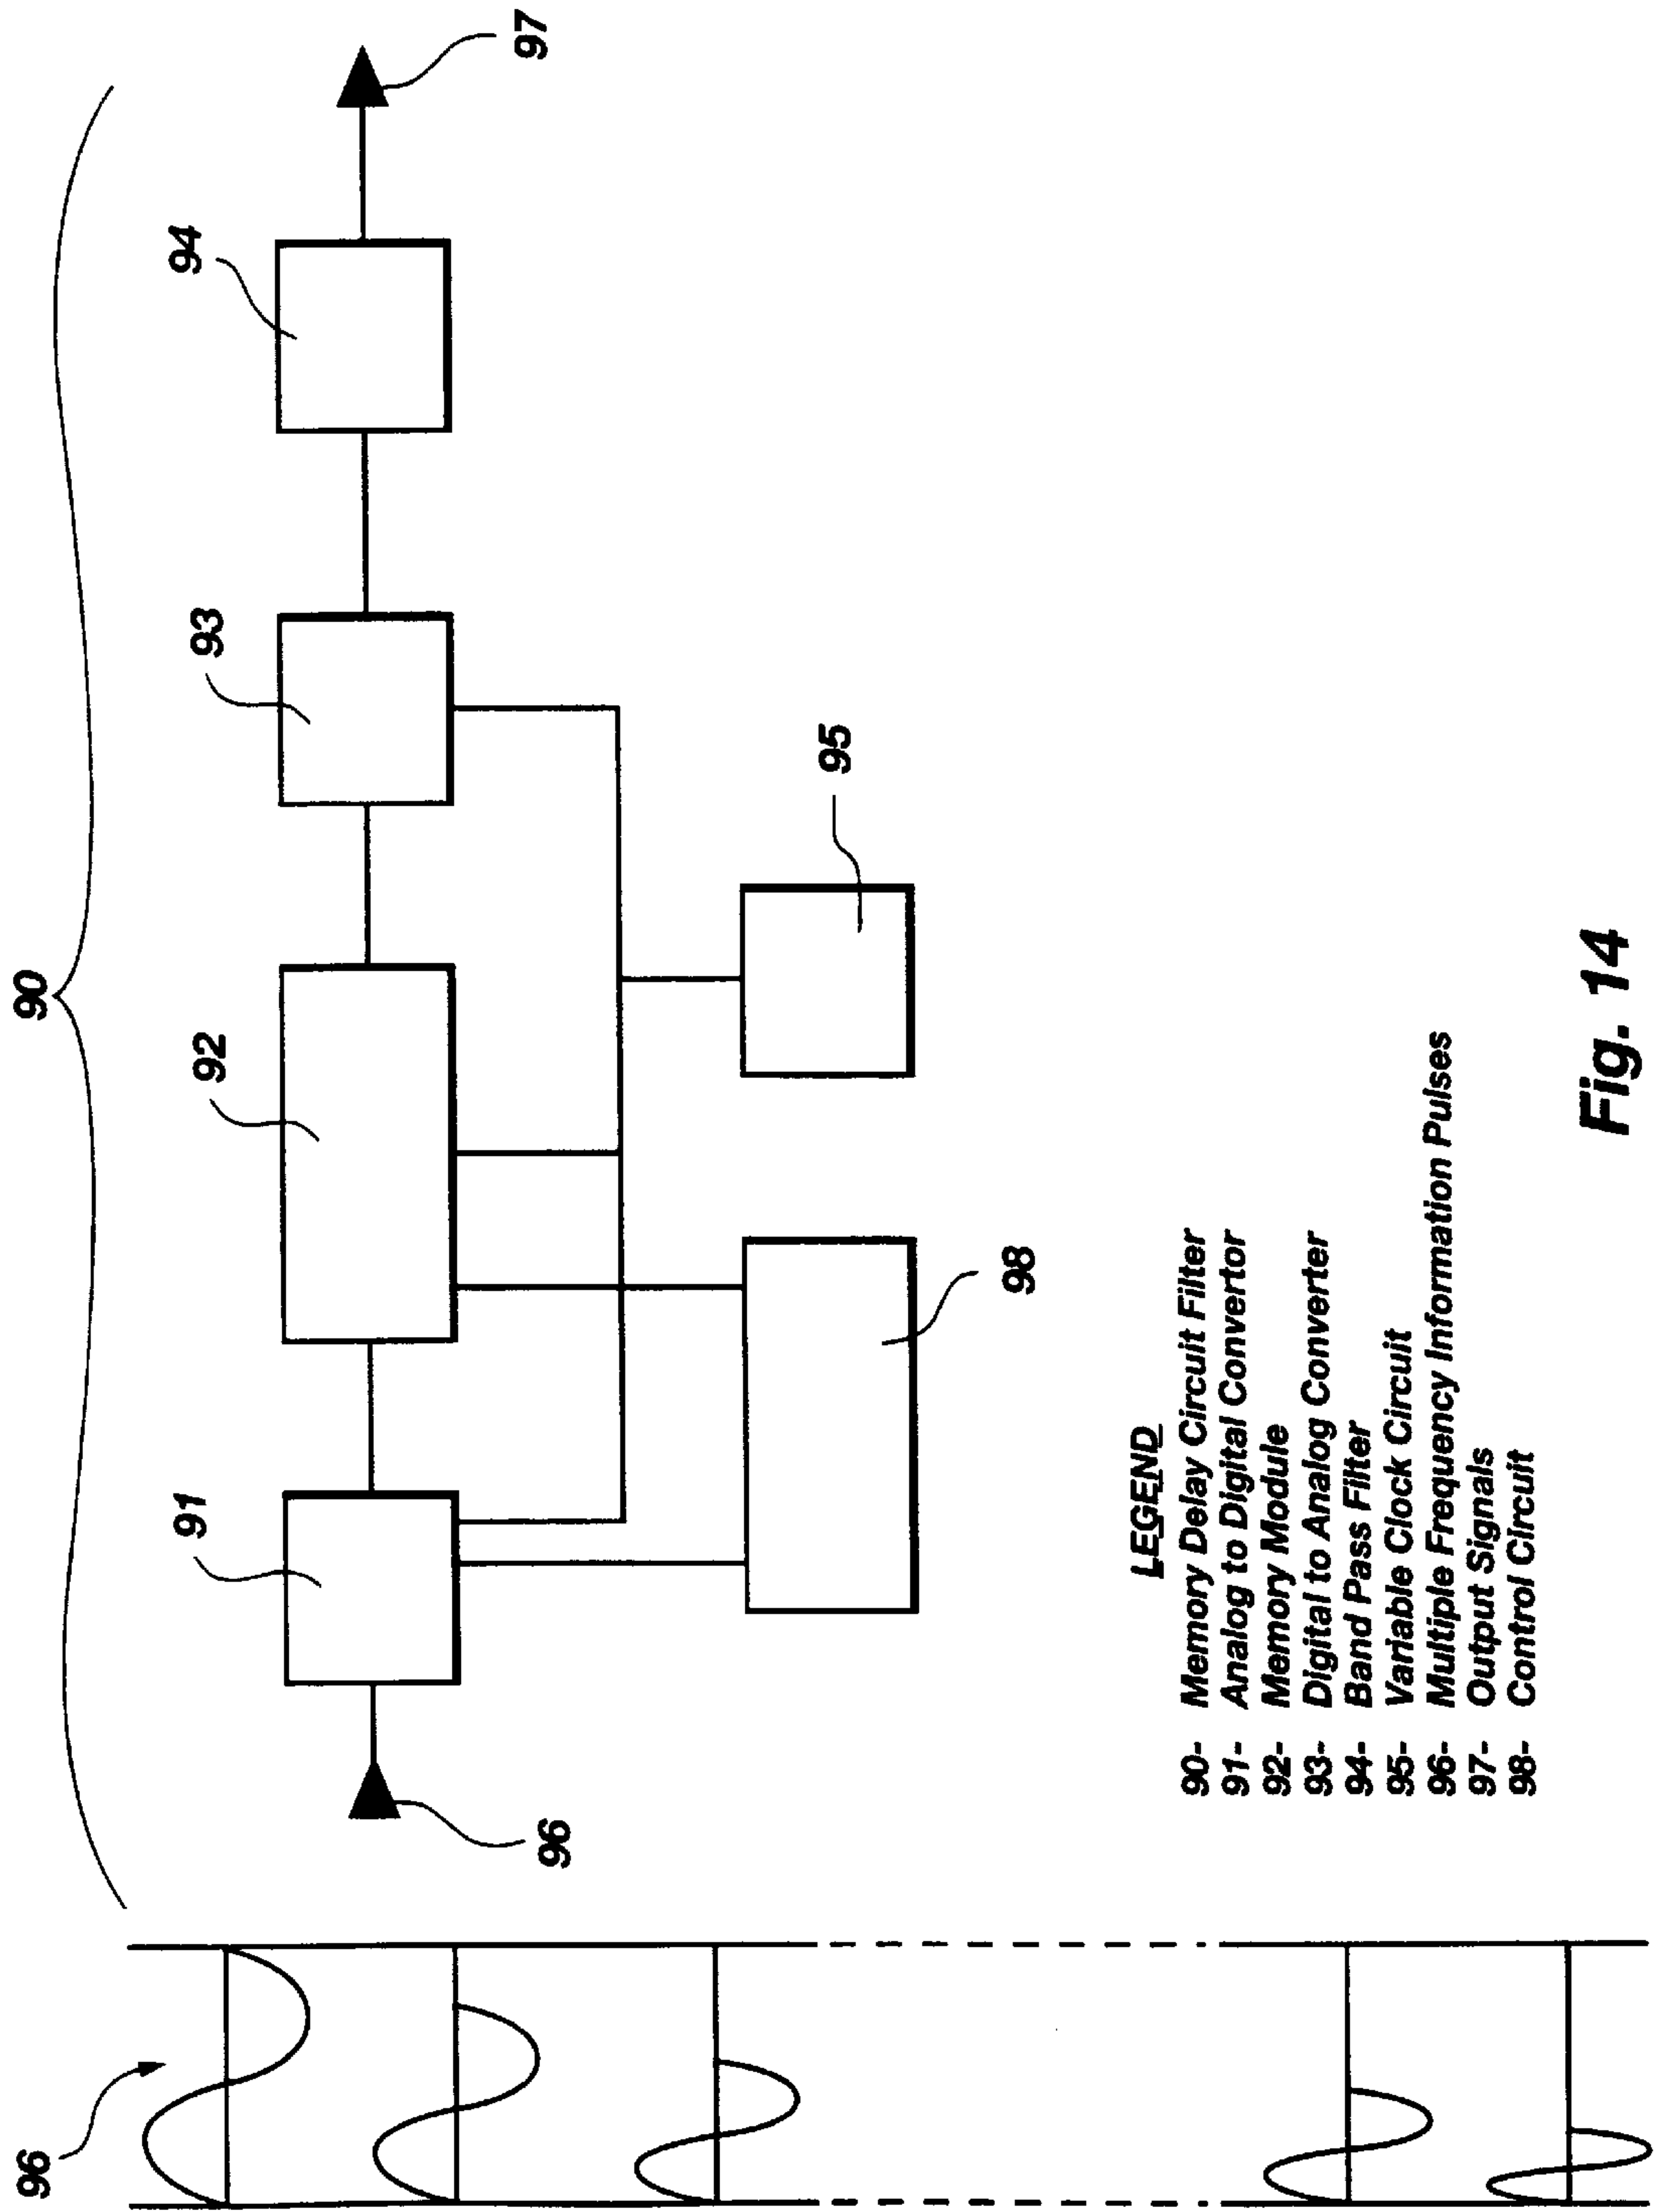 90
94
97
93
92
91
95
96
98
96
LEGEND
90- Memory Delay Circuit Filter
91- Analog to Digital Convertor
92- Memory Module
93- Digital to Analog Converter
94- Band Pass Filter
95- Variable Clock Circuit
96- Multiple Frequency Information Pulses
97- Output Signals
98- Control Circuit
Fig. 14